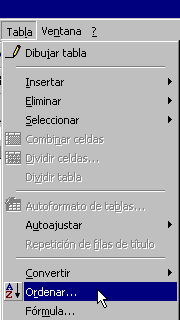 Tabla Ventana ?
Dibujar tabla
Insertar
Eliminar
Seleccionar
Combinar celdas
Dividir celdas...
Dividir tabla
Autoformato de tablas...
Autoajustar
Repetición de filas de título
Convertir
Ordenar...
Fórmula...